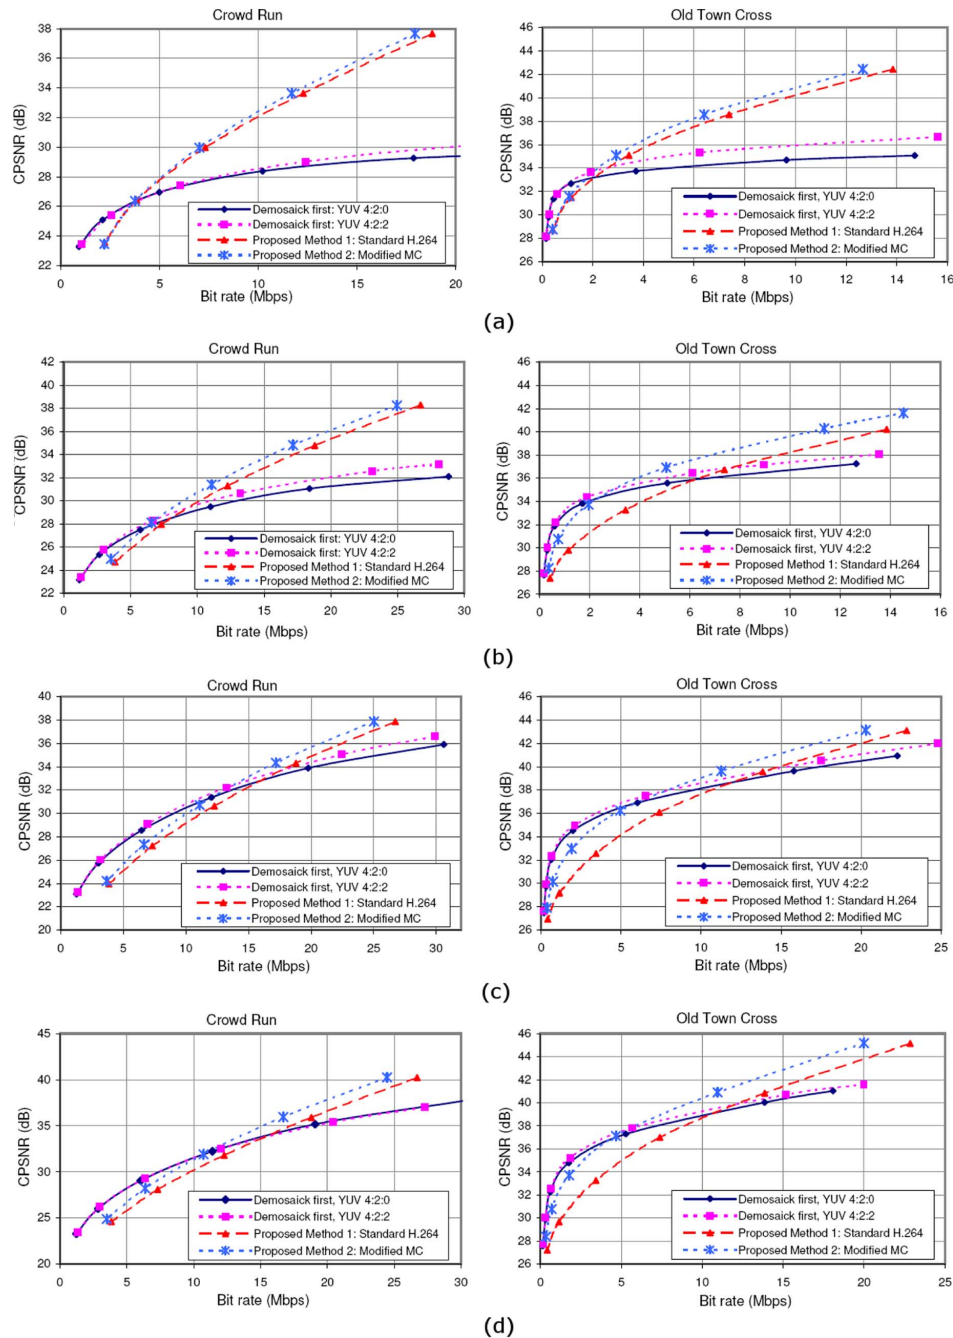 Crowd Run
CPSNR (dB)
38
36
34
32
30
28
26
24
22
0 5 10 15 20
Bit rate (Mbps)
Demosaick first: YUV 4:2:0
Demosaick first: YUV 4:2:2
Proposed Method 1: Standard H.264
Proposed Method 2: Modified MC
Old Town Cross
CPSNR (dB)
46
44
42
40
38
36
34
32
30
28
26
0 2 4 6 8 10 12 14 16
Bit rate (Mbps)
Demosaick first, YUV 4:2:0
Demosaick first, YUV 4:2:2
Proposed Method 1: Standard H.264
Proposed Method 2: Modified MC
(a)
Crowd Run
CPSNR (dB)
42
40
38
36
34
32
30
28
26
24
22
0 5 10 15 20 25 30
Bit rate (Mbps)
Demosaick first: YUV 4:2:0
Demosaick first: YUV 4:2:2
Proposed Method 1: Standard H.264
Proposed Method 2: Modified MC
Old Town Cross
CPSNR (dB)
46
44
42
40
38
36
34
32
30
28
26
0 2 4 6 8 10 12 14 16
Bit rate (Mbps)
Demosaick first, YUV 4:2:0
Demosaick first, YUV 4:2:2
Proposed Method 1: Standard H.264
Proposed Method 2: Modified MC
(b)
Crowd Run
CPSNR (dB)
40
38
36
34
32
30
28
26
24
22
20
0 5 10 15 20 25 30
Bit rate (Mbps)
Demosaick first, YUV 4:2:0
Demosaick first, YUV 4:2:2
Proposed Method 1: Standard H.264
Proposed Method 2: Modified MC
Old Town Cross
CPSNR (dB)
46
44
42
40
38
36
34
32
30
28
26
0 5 10 15 20 25
Bit rate (Mbps)
Demosaick first, YUV 4:2:0
Demosaick first, YUV 4:2:2
Proposed Method 1: Standard H.264
Proposed Method 2: Modified MC
(c)
Crowd Run
CPSNR (dB)
45
40
35
30
25
20
0 5 10 15 20 25 30
Bit rate (Mbps)
Demosaick first, YUV 4:2:0
Demosaick first, YUV 4:2:2
Proposed Method 1: Standard H.264
Proposed Method 2: Modified MC
Old Town Cross
CPSNR (dB)
46
44
42
40
38
36
34
32
30
28
26
0 5 10 15 20 25
Bit rate (Mbps)
Demosaick first, YUV 4:2:0
Demosaick first, YUV 4:2:2
Proposed Method 1: Standard H.264
Proposed Method 2: Modified MC
(d)